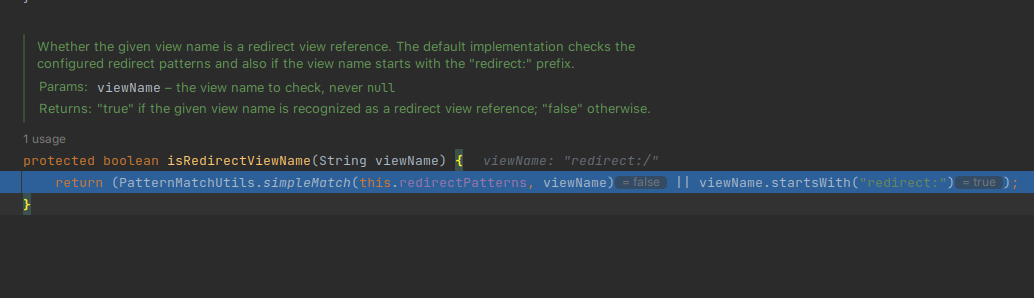 Whether the given view name is a redirect view reference. The default implementation checks the
configured redirect patterns and also if the view name starts with the "redirect:" prefix.
Params: viewName – the view name to check, never null
Returns: "true" if the given view name is recognized as a redirect view reference; "false" otherwise.
1 usage
protected boolean isRedirectViewName(String viewName) { viewName: "redirect:/"
return (PatternMatchUtils.simpleMatch(this.redirectPatterns, viewName) = false || viewName.startsWith("redirect:") = true );
}